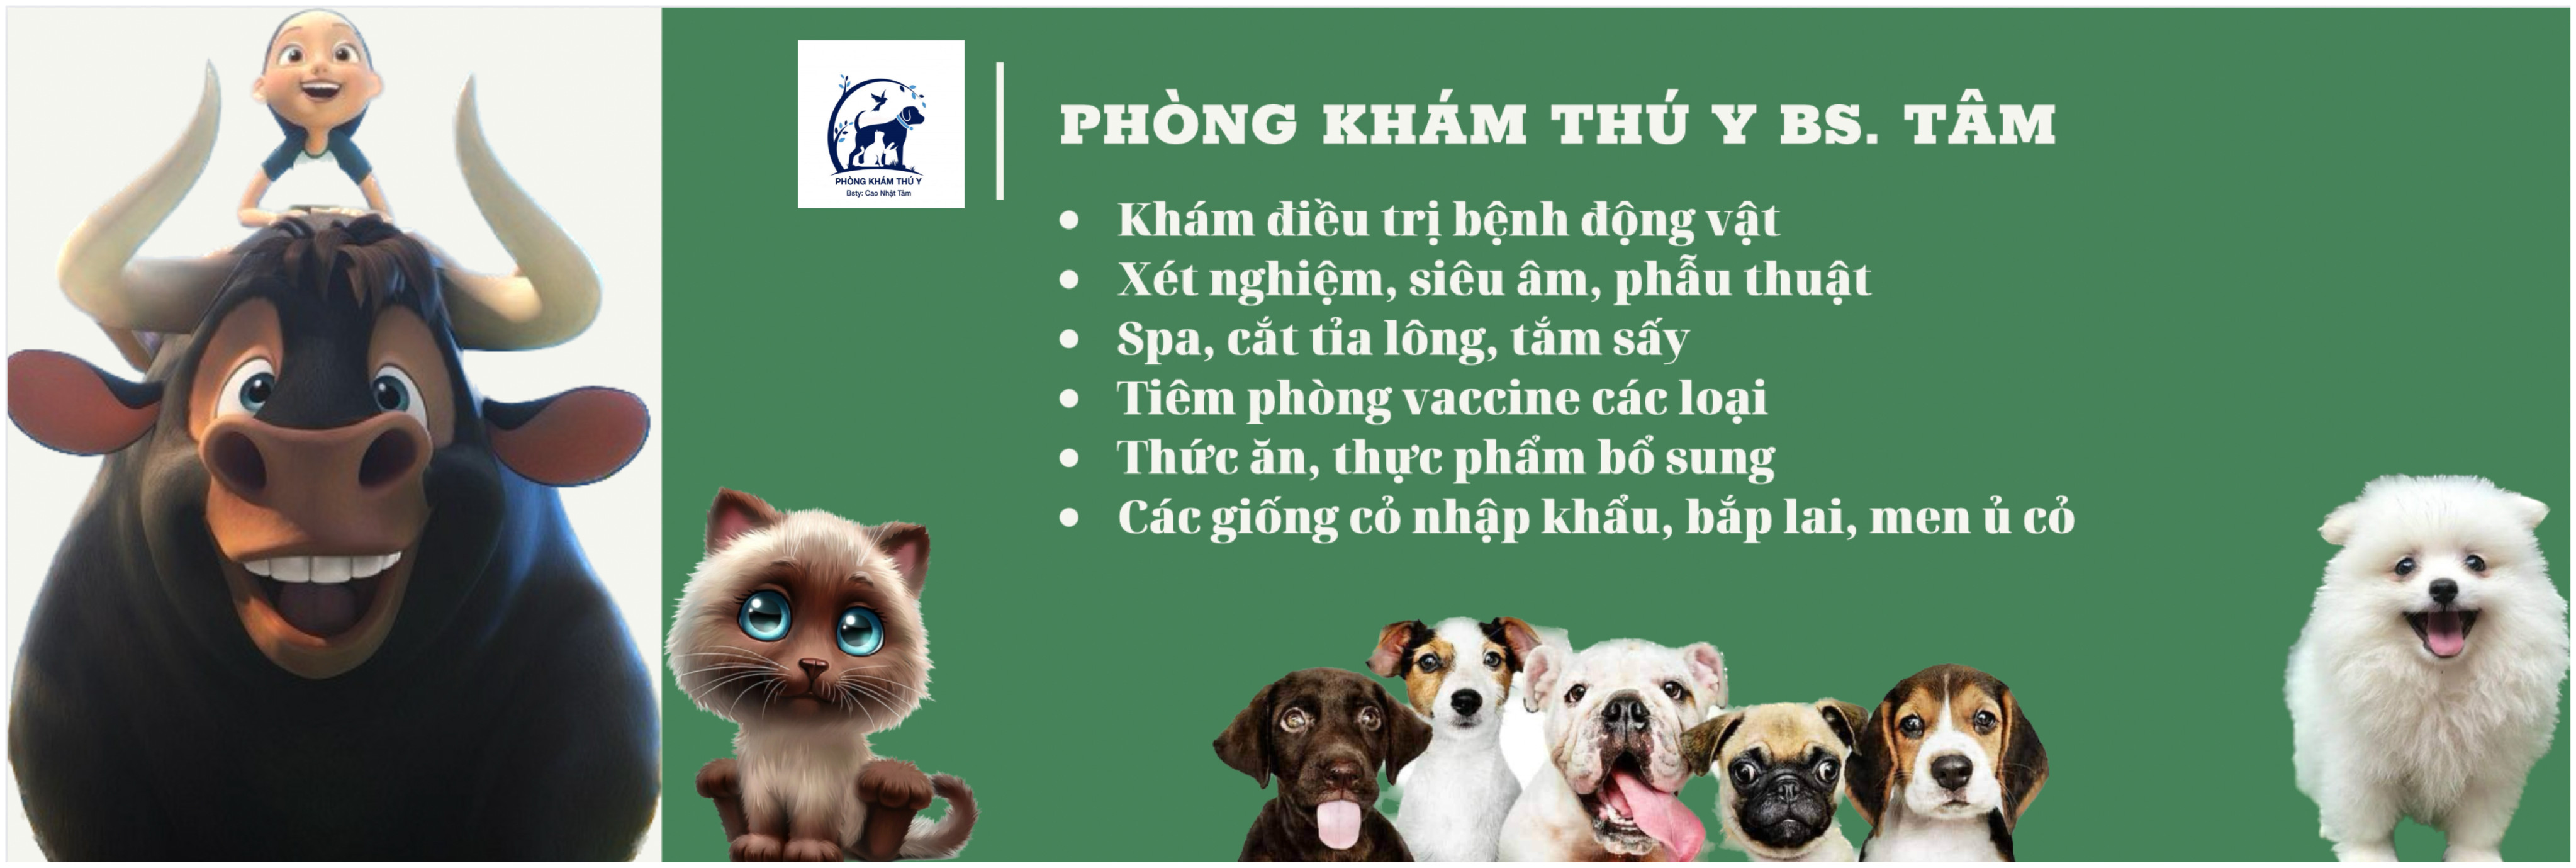 PHÒNG KHÁM THÚ Y
Bsty: Cao Nhật Tâm
PHÒNG KHÁM THÚ Y BS. TÂM
• Khám điều trị bệnh động vật
• Xét nghiệm, siêu âm, phẫu thuật
• Spa, cắt tỉa lông, tắm sấy
• Tiêm phòng vaccine các loại
• Thức ăn, thực phẩm bổ sung
• Các giống cỏ nhập khẩu, bắp lai, men ủ cỏ